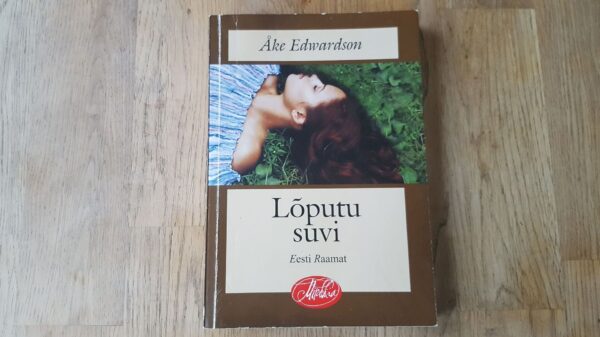 Åke Edwardson
Lõputu
suvi
Eesti Raamat